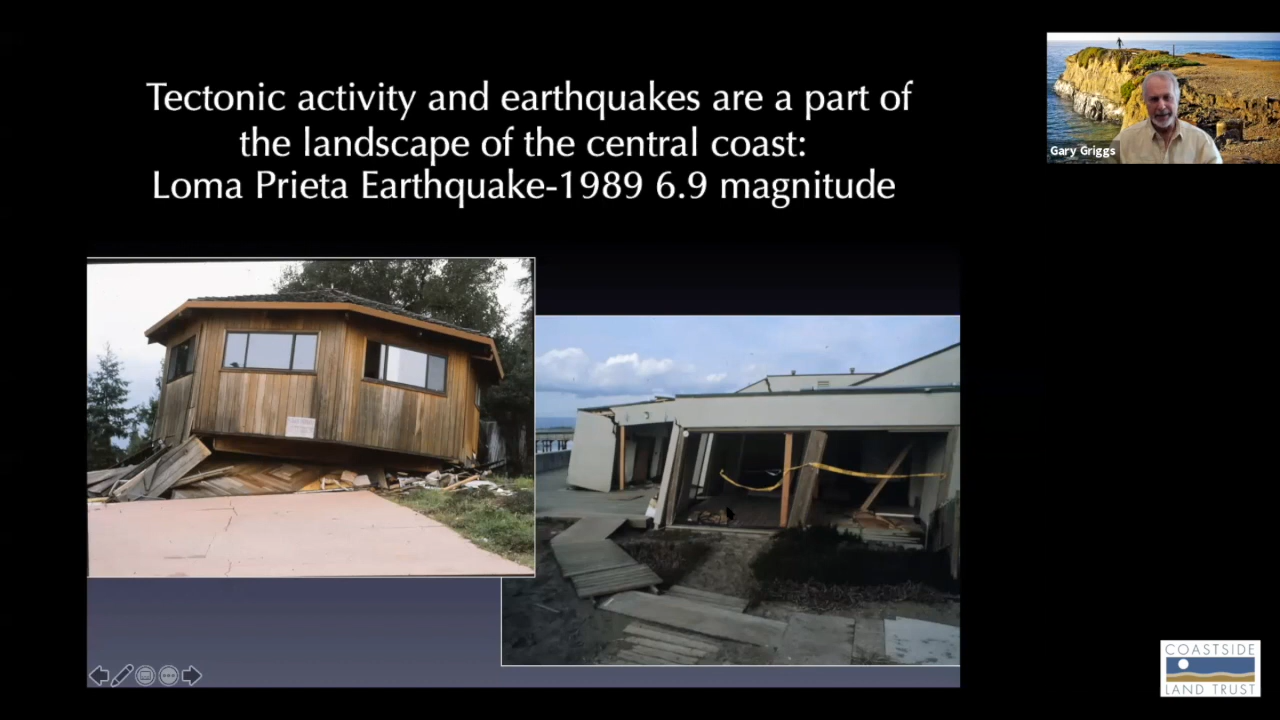 Tectonic activity and earthquakes are a part of
the landscape of the central coast:
Loma Prieta Earthquake-1989 6.9 magnitude
Gary Griggs
COASTSIDE
LAND TRUST